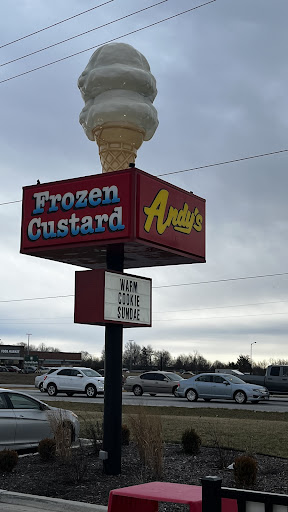 Frozen
Custard
Andy's
WARM
COOKIE
SUNDAE